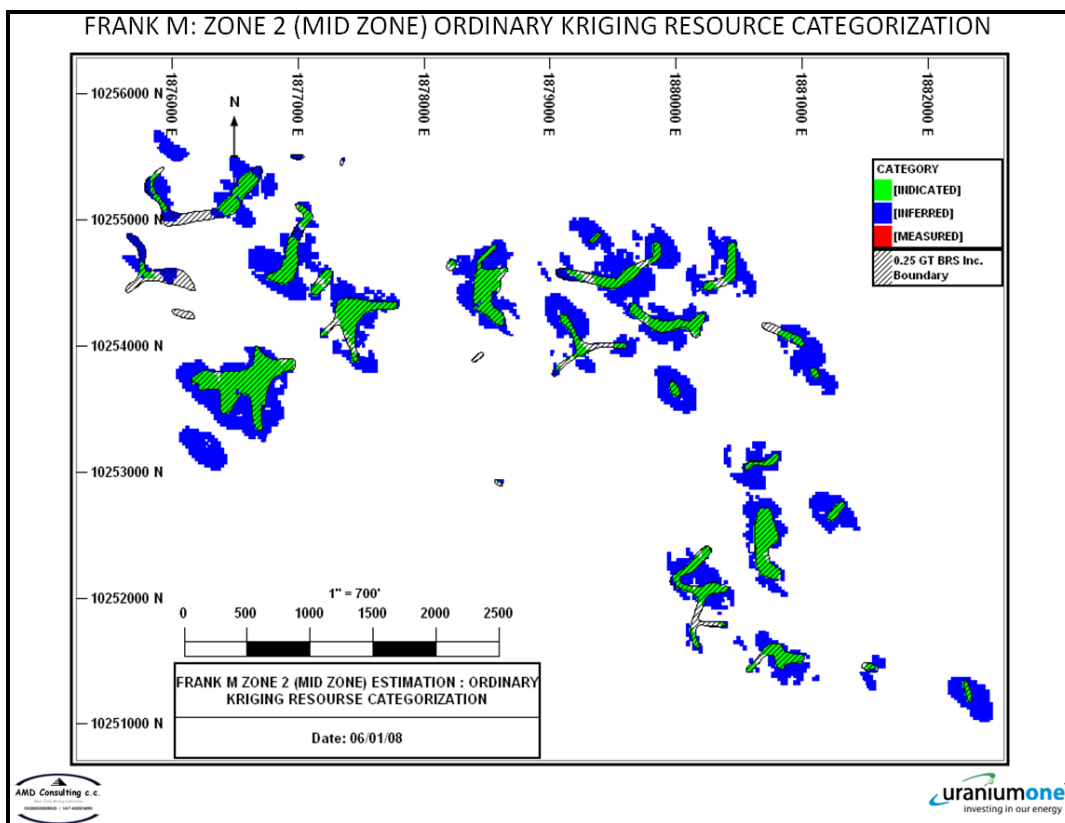 FRANK M: ZONE 2 (MID ZONE) ORDINARY KRIGING RESOURCE CATEGORIZATION
1876000 E
1877000 E
1878000 E
1879000 E
1880000 E
1881000 E
1882000 E
10256000 N
10255000 N
10254000 N
10253000 N
10252000 N
10251000 N
N
CATEGORY
[INDICATED]
[INFERRED]
[MEASURED]
0.25 GT BRS Inc.
Boundary
1" = 700'
0 500 1000 1500 2000 2500
FRANK M ZONE 2 (MID ZONE) ESTIMATION : ORDINARY
KRIGING RESOURSE CATEGORIZATION
Date: 06/01/08
AMD Consulting c.c.
uraniumone
investing in our energy